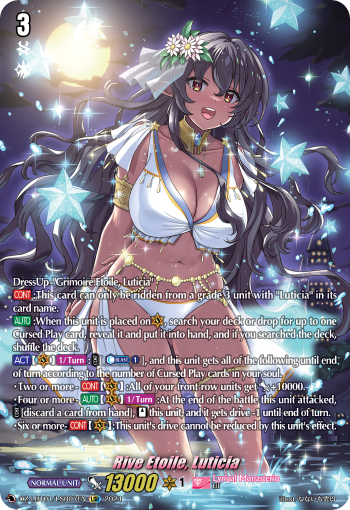 3
DressUp -"Grimoire Etoile, Luticia"
CONT :This card can only be ridden from a grade 3 unit with "Luticia" in its
card name.
AUTO :When this unit is placed on , search your deck or drop for up to one
Cursed Play card, reveal it and put it into hand, and if you searched the deck,
shuffle the deck.
ACT [ ] 1/Turn : [ BLAST 1], and this unit gets all of the following until end
of turn according to the number of Cursed Play cards in your soul.
•Two or more- CONT [ ] :All of your front row units get +10000.
•Four or more- AUTO [ ] 1/Turn :At the end of the battle this unit attacked,
[discard a card from hand], this unit, and it gets drive -1 until end of turn.
•Six or more- CONT [ ] :This unit's drive cannot be reduced by this unit's effect.
Rive Etoile, Luticia
NORMAL UNIT
13000
1
Lyrical Monasterio
Elf
2024